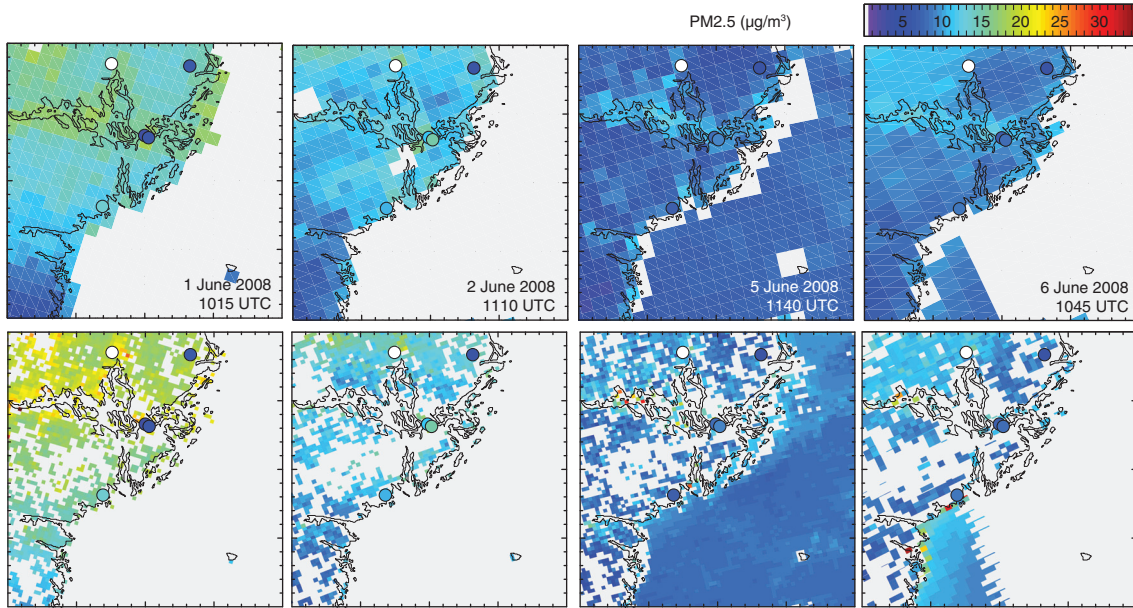 PM2.5 (µg/m³)
5 10 15 20 25 30
1 June 2008
1015 UTC
2 June 2008
1110 UTC
5 June 2008
1140 UTC
6 June 2008
1045 UTC